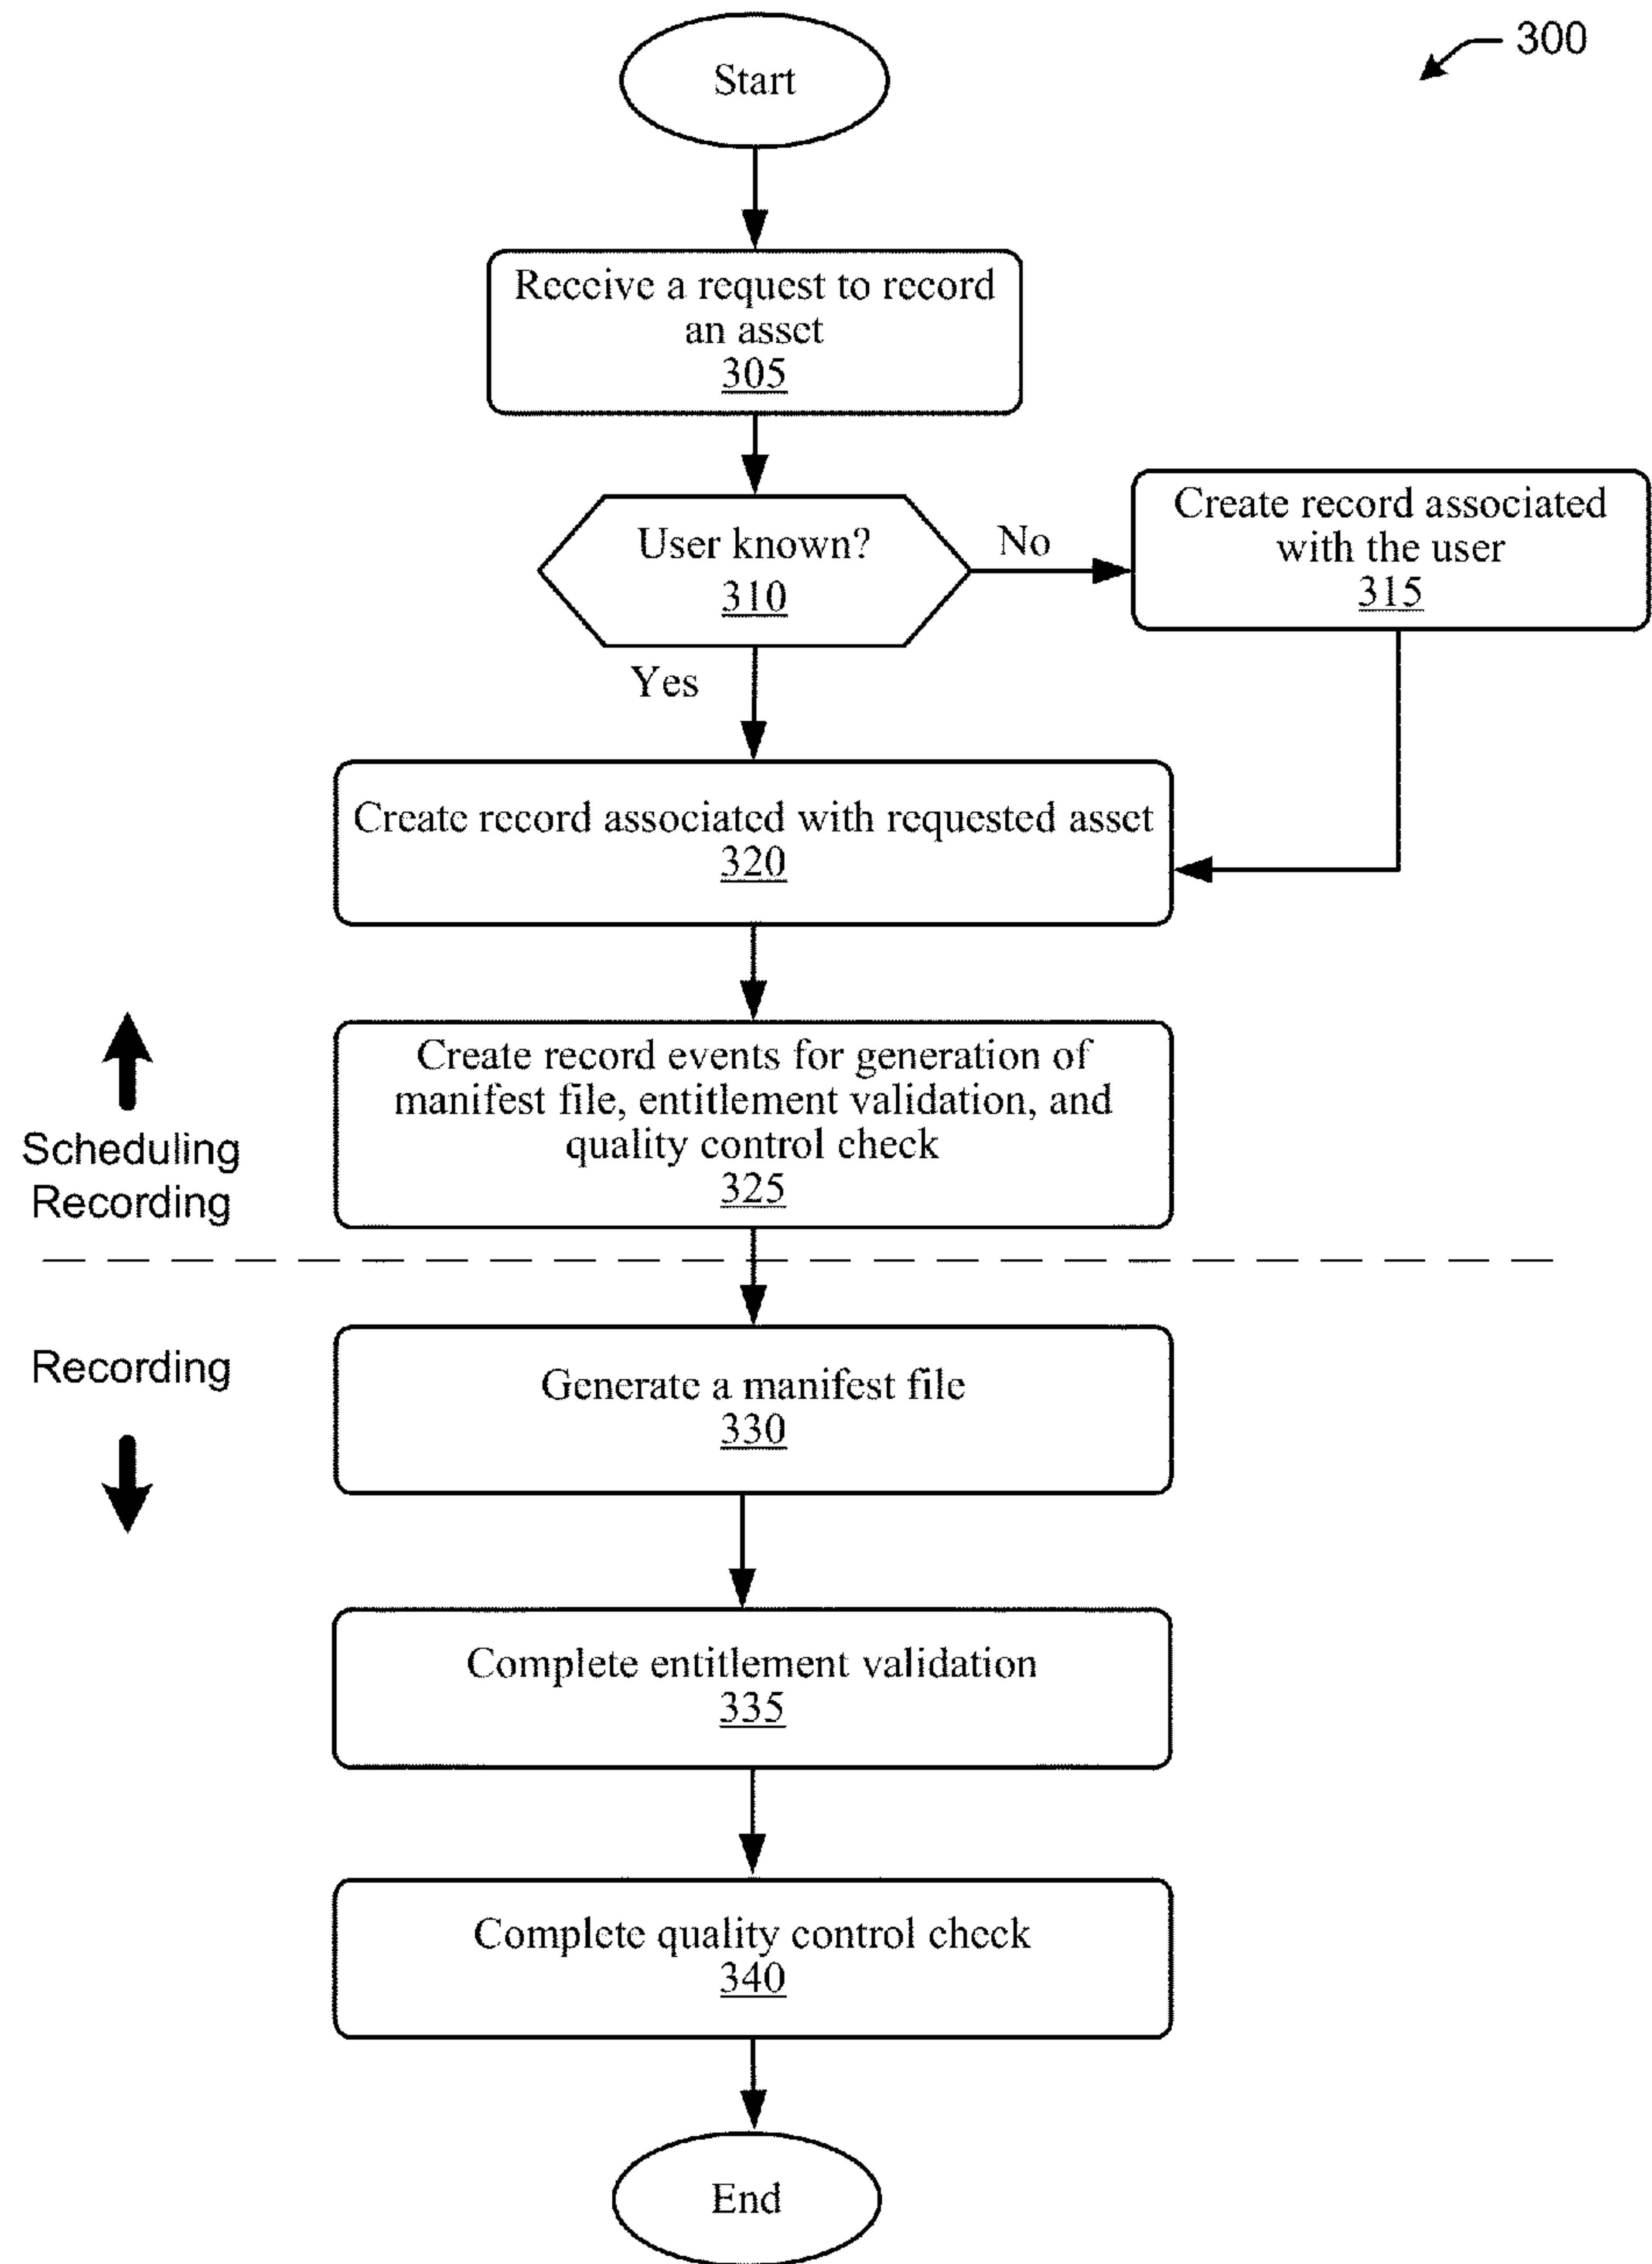 300
Start
Receive a request to record
an asset
305
User known?
310
No
Create record associated
with the user
315
Yes
Create record associated with requested asset
320
Create record events for generation of
manifest file, entitlement validation, and
quality control check
325
Scheduling
Recording
Recording
Generate a manifest file
330
Complete entitlement validation
335
Complete quality control check
340
End